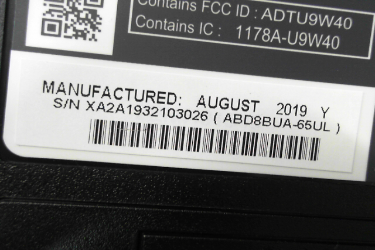 Contains FCC ID : ADTU9W40
Contains IC : 1178A-U9W40
MANUFACTURED: AUGUST 2019 Y
S/N XA2A1932103026 ( ABD8BUA-65UL )